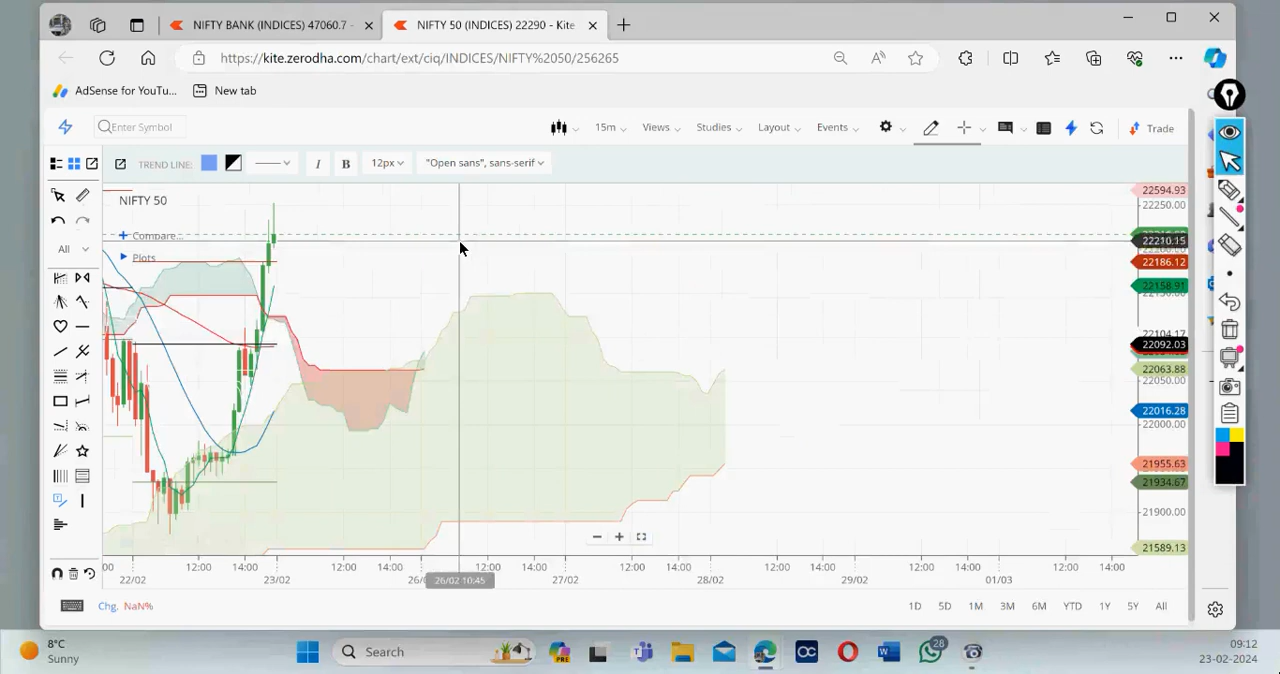 NIFTY BANK (INDICES) 47060.7 -
NIFTY 50 (INDICES) 22290 - Kite
https://kite.zerodha.com/chart/ext/ciq/INDICES/NIFTY%2050/256265
AdSense for YouTu...
New tab
Enter Symbol
15m
Views
Studies
Layout
Events
Trade
TREND LINE:
I
B
12px
"Open sans", sans-serif
NIFTY 50
Compare...
Plots
All
22594.93
22250.00
22210.15
22186.12
22158.91
22104.17
22092.03
22063.88
22050.00
22016.28
22000.00
21955.63
21934.67
21900.00
21589.13
12:00 14:00 12:00 14:00 12:00 14:00 12:00 14:00 12:00 14:00 12:00 14:00
22/02 23/02 26/02 10:45 27/02 28/02 29/02 01/03
Chg. NaN%
1D 5D 1M 3M 6M YTD 1Y 5Y All
8°C
Sunny
Search
PRE
28
09:12
23-02-2024